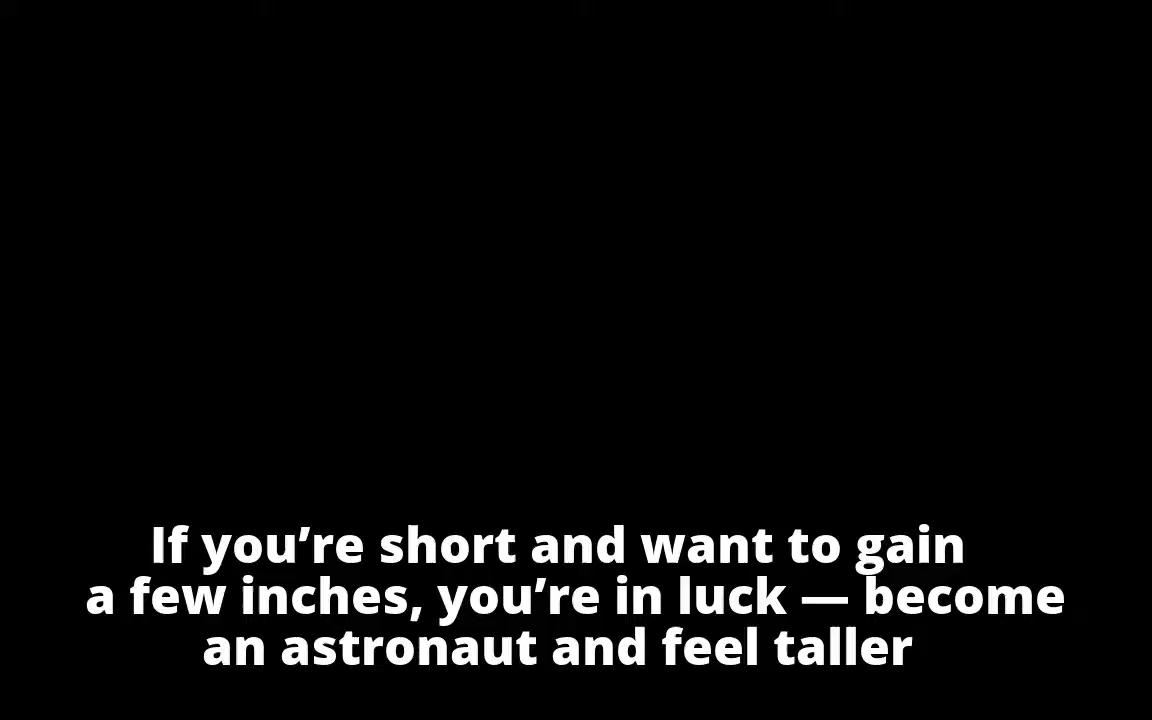 If you’re short and want to gain
a few inches, you’re in luck — become
an astronaut and feel taller